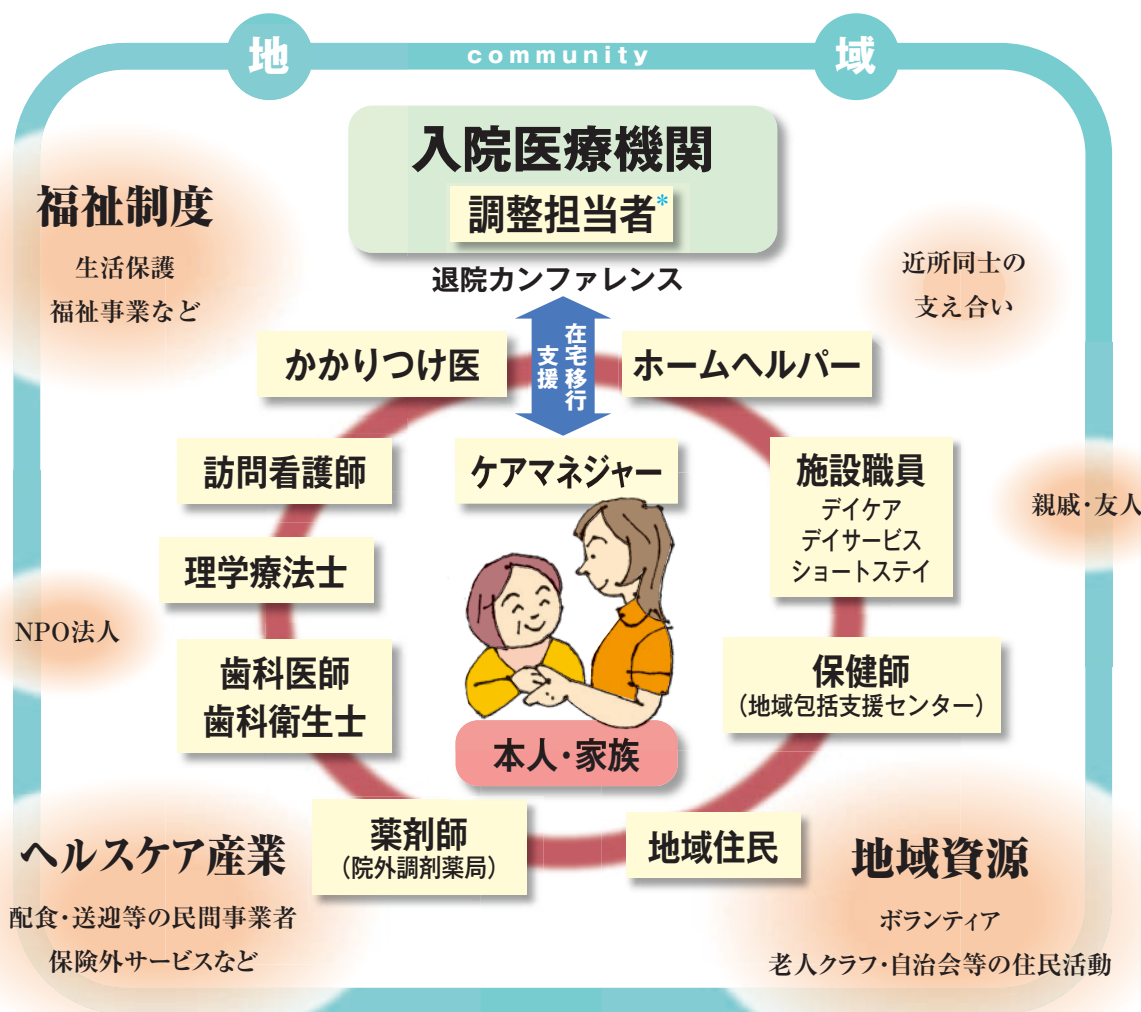 地
community
域
入院医療機関
調整担当者*
退院カンファレンス
在宅移行
支援
福祉制度
生活保護
福祉事業など
近所同士の
支え合い
かかりつけ医
ホームヘルパー
訪問看護師
ケアマネジャー
施設職員
デイケア
デイサービス
ショートステイ
親戚・友人
理学療法士
NPO法人
歯科医師
歯科衛生士
保健師
(地域包括支援センター)
本人・家族
薬剤師
(院外調剤薬局)
地域住民
ヘルスケア産業
配食・送迎等の民間事業者
保険外サービスなど
地域資源
ボランティア
老人クラフ・自治会等の住民活動